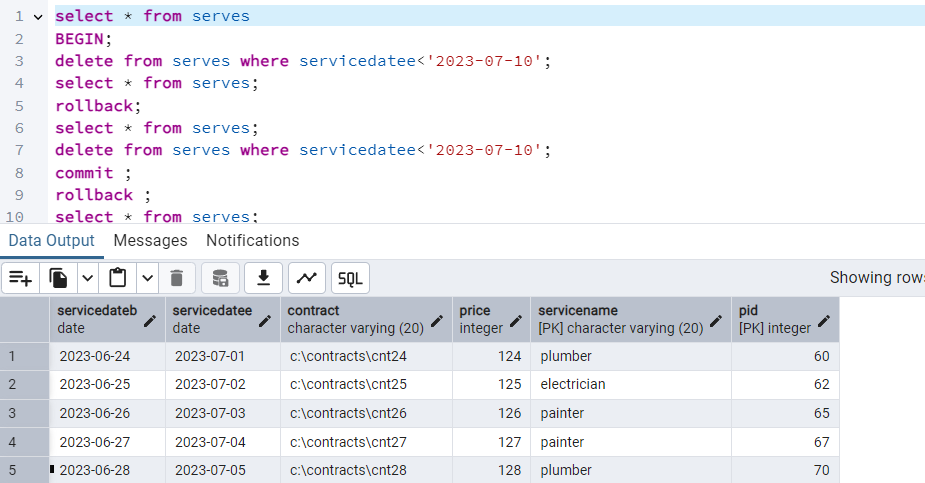 1 select * from serves
2 BEGIN;
3 delete from serves where servicedatee<'2023-07-10';
4 select * from serves;
5 rollback;
6 select * from serves;
7 delete from serves where servicedatee<'2023-07-10';
8 commit ;
9 rollback ;
10 select * from serves;
Data Output Messages Notifications
SQL Showing rows
servicedateb servicedatee contract price servicename pid
date date character varying (20) integer [PK] character varying (20) [PK] integer
1 2023-06-24 2023-07-01 c:\contracts\cnt24 124 plumber 60
2 2023-06-25 2023-07-02 c:\contracts\cnt25 125 electrician 62
3 2023-06-26 2023-07-03 c:\contracts\cnt26 126 painter 65
4 2023-06-27 2023-07-04 c:\contracts\cnt27 127 painter 67
5 2023-06-28 2023-07-05 c:\contracts\cnt28 128 plumber 70